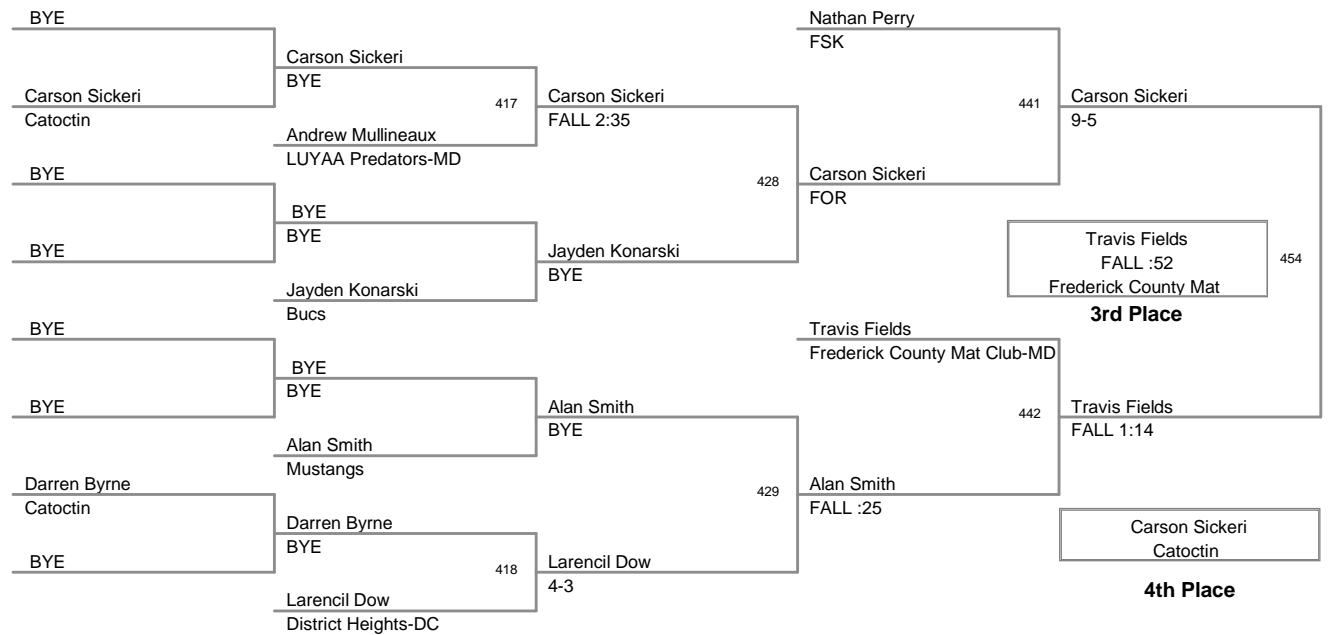 BYE
Carson Sickeri
Catoctin
BYE
BYE
BYE
BYE
Darren Byrne
Catoctin
BYE
Carson Sickeri
BYE
Andrew Mullineaux
LUYAA Predators-MD
BYE
BYE
Jayden Konarski
Bucs
BYE
BYE
Alan Smith
Mustangs
Darren Byrne
BYE
Larencil Dow
District Heights-DC
417
Carson Sickeri
FALL 2:35
Jayden Konarski
BYE
Alan Smith
BYE
418
Larencil Dow
4-3
428
429
Nathan Perry
FSK
Carson Sickeri
FOR
Travis Fields
Frederick County Mat Club-MD
Alan Smith
FALL :25
441
442
Carson Sickeri
9-5
Travis Fields
FALL :52
Frederick County Mat
3rd Place
454
Travis Fields
FALL 1:14
Carson Sickeri
Catoctin
4th Place